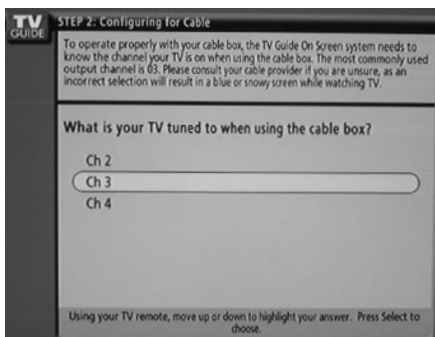 TV
GUIDE
STEP 2: Configuring for Cable
To operate properly with your cable box, the TV Guide On Screen system needs to
know the channel your TV is on when using the cable box. The most commonly used
output channel is 03. Please consult your cable provider if you are unsure, as an
incorrect selection will result in a blue or snowy screen while watching TV.
What is your TV tuned to when using the cable box?
Ch 2
Ch 3
Ch 4
Using your TV remote, move up or down to highlight your answer. Press Select to
choose.